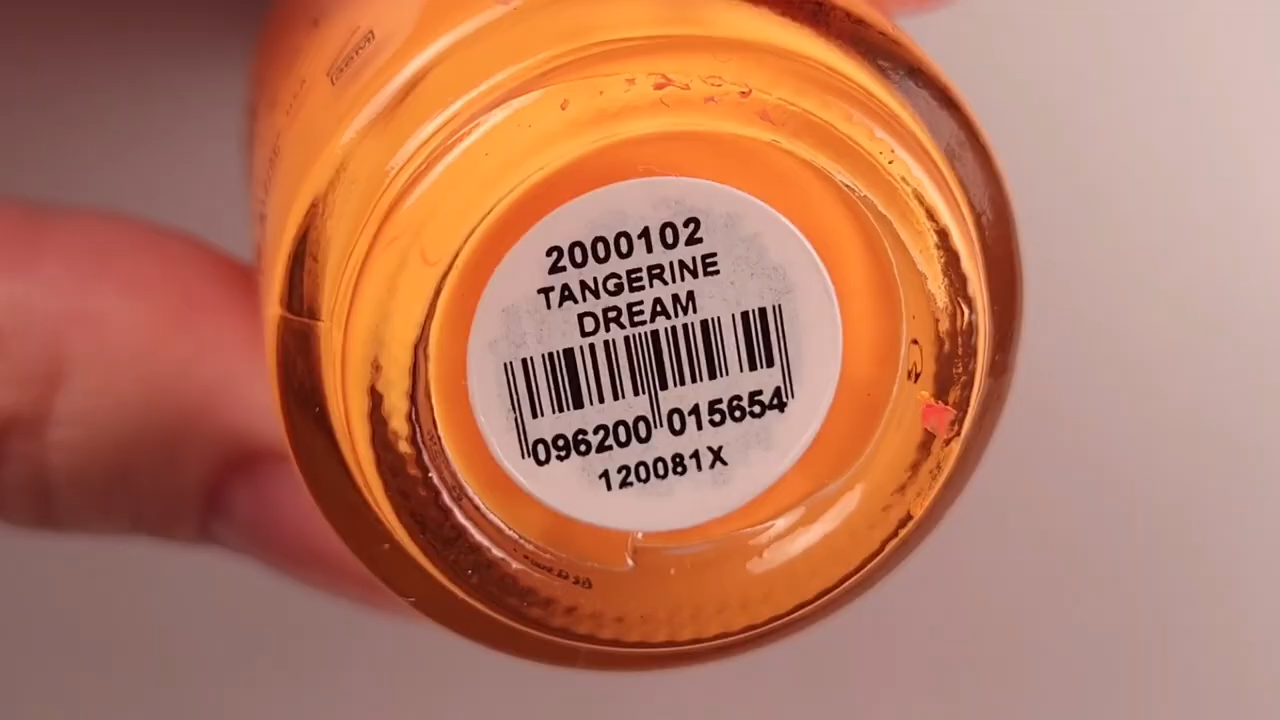 2000102
TANGERINE
DREAM
096200 015654
120081X